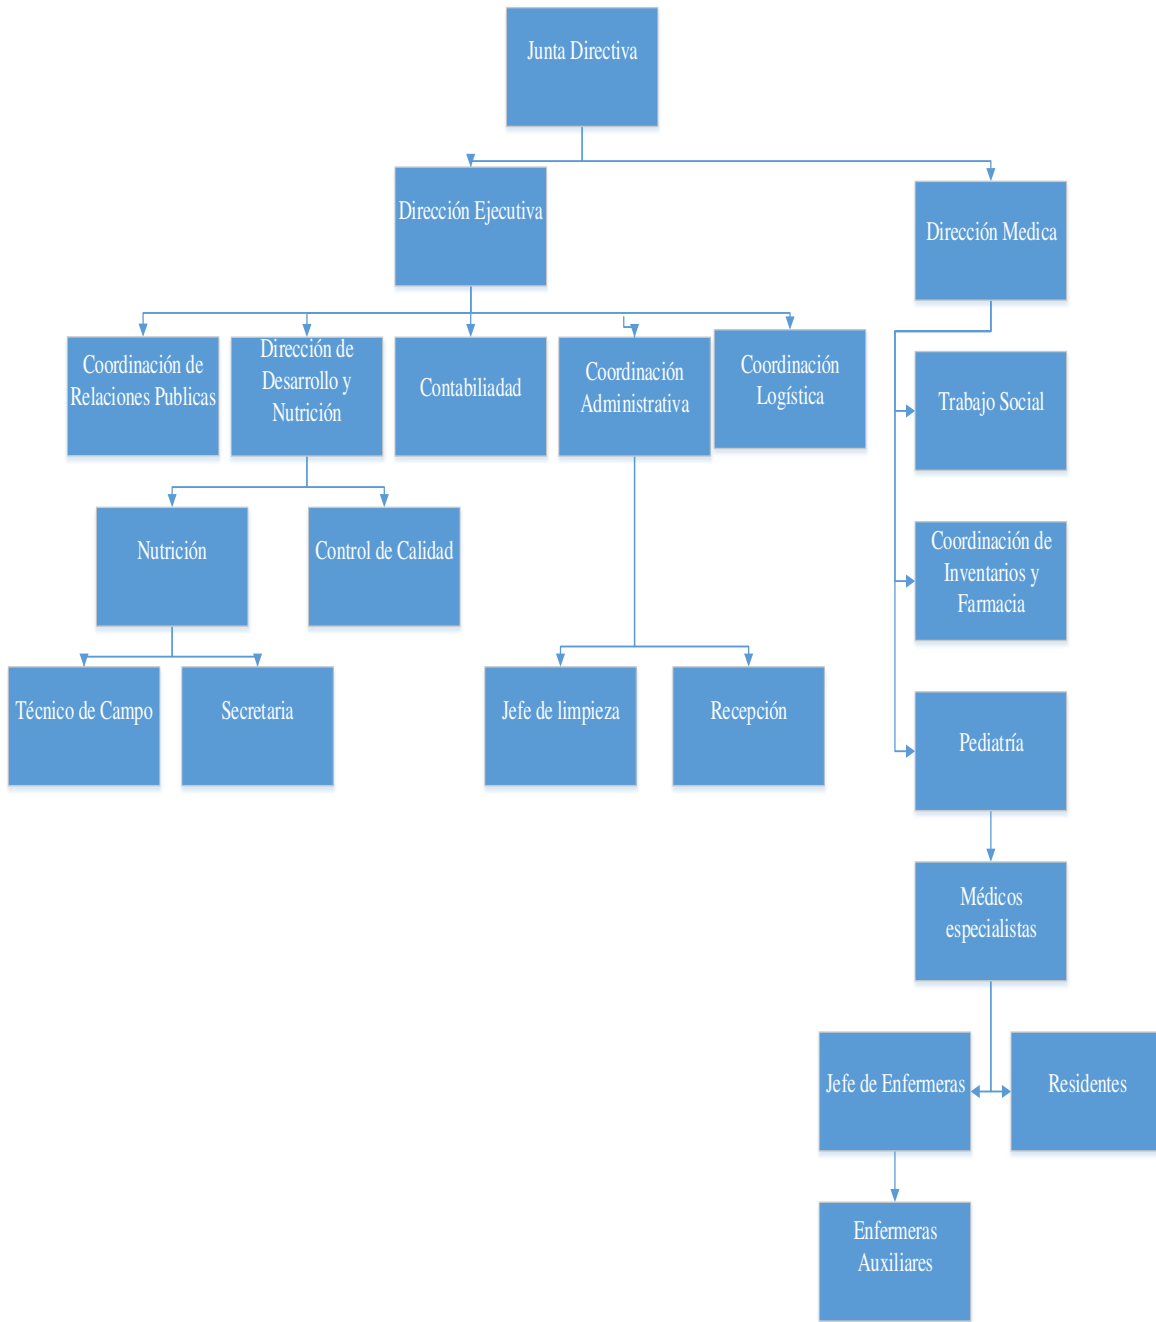 Junta Directiva
Dirección Ejecutiva
Dirección Medica
Coordinación de
Relaciones Publicas
Dirección de
Desarrollo y
Nutrición
Contabiliadad
Coordinación
Administrativa
Coordinación
Logística
Trabajo Social
Nutrición
Control de Calidad
Coordinación de
Inventarios y
Farmacia
Técnico de Campo
Secretaria
Jefe de limpieza
Recepción
Pediatría
Médicos
especialistas
Jefe de Enfermeras
Residentes
Enfermeras
Auxiliares